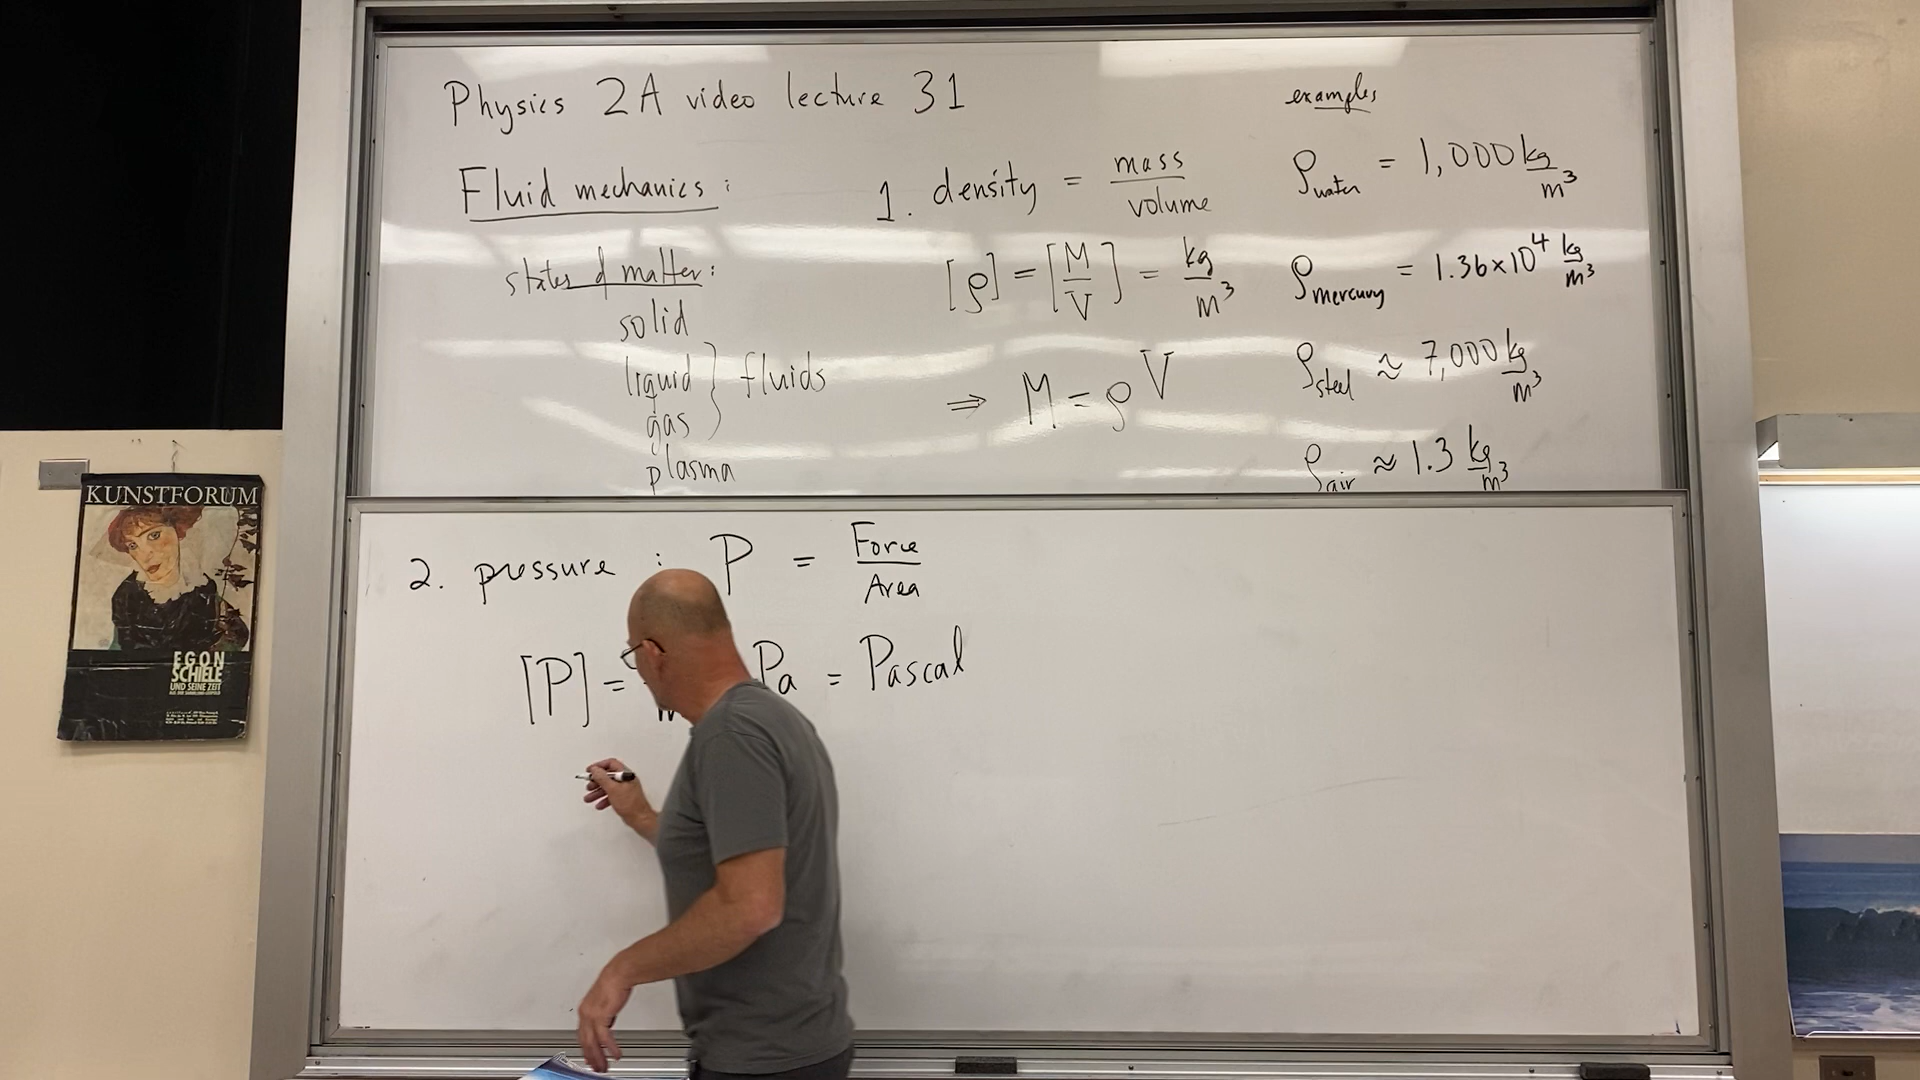 Physics 2A video lecture 31
Fluid mechanics:
states of matter:
solid
liquid } fluids
gas
plasma
1. density = mass / volume
[ρ] = [M/V] = kg/m³
⇒ M = ρV
examples
ρwater = 1,000 kg/m³
ρmercury = 1.36×10⁴ kg/m³
ρsteel ≈ 7,000 kg/m³
ρair ≈ 1.3 kg/m³
2. pressure : P = Force / Area
[P] = Pa = Pascal
KUNSTFORUM
EGON
SCHIELE
UND SEINE ZEIT